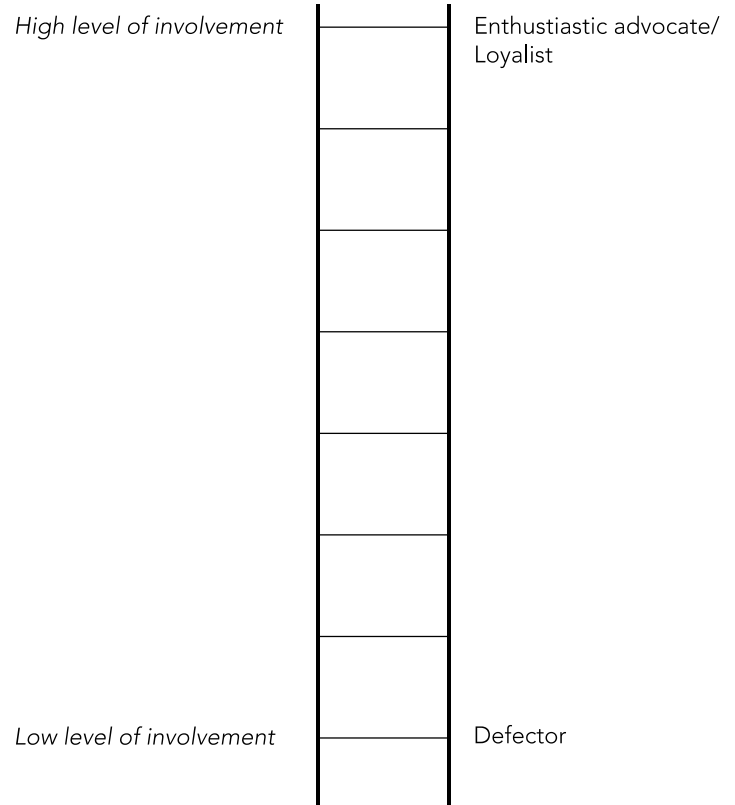 High level of involvement
Enthustiastic advocate/
Loyalist
Low level of involvement
Defector